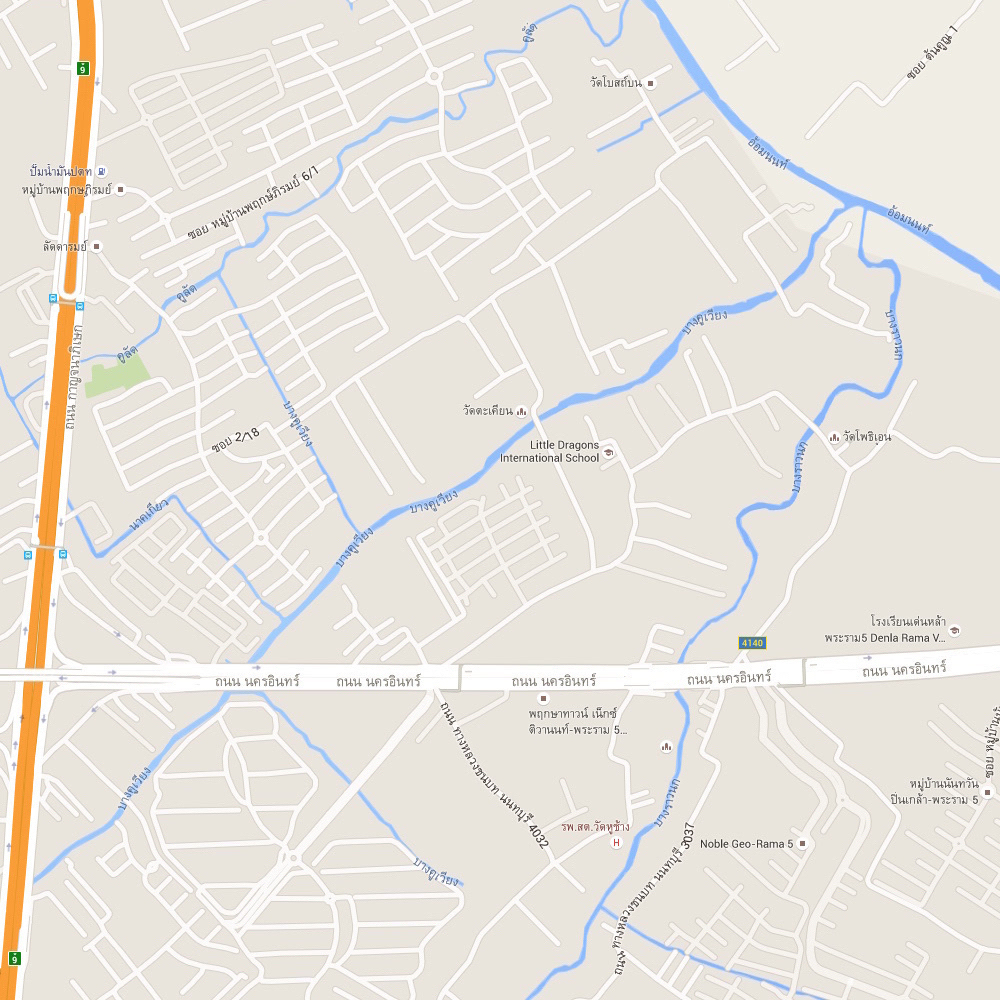 คูลัด
ซอย ต้นคูณ 1
9
วัดโบสถ์บน
อ้อมนนท์
ปั๊มน้ำมันปตท
หมู่บ้านพฤกษ์ภิรมย์
ซอย หมู่บ้านพฤกษ์ภิรมย์ 6/1
อ้อมนนท์
ลัดดารมย์
คูลัด
บางคูเวียง
บางราวนก
คูลัด
ถนน กาญจนาภิเษก
บางคูเวียง
วัดตะเคียน
ซอย 2/18
วัดโพธิ์เอน
Little Dragons
International School
บางราวนก
บางคูเวียง
นาคเกี้ยว
บางคูเวียง
โรงเรียนเด่นหล้า
พระราม5 Denla Rama V...
4140
ถนน นครอินทร์
ถนน นครอินทร์
ถนน นครอินทร์
ถนน นครอินทร์
ถนน นครอินทร์
พฤกษาทาวน์ เน็กซ์
ติวานนท์-พระราม 5...
ถนน ทางหลวงชนบท นนทบุรี 4032
บางคูเวียง
บางราวนก
หมู่บ้านนันทวัน
ปิ่นเกล้า-พระราม 5
รพ.สต.วัดหูช้าง
H
Noble Geo-Rama 5
บางคูเวียง
ถนน ทางหลวงชนบท นนทบุรี 3037
9